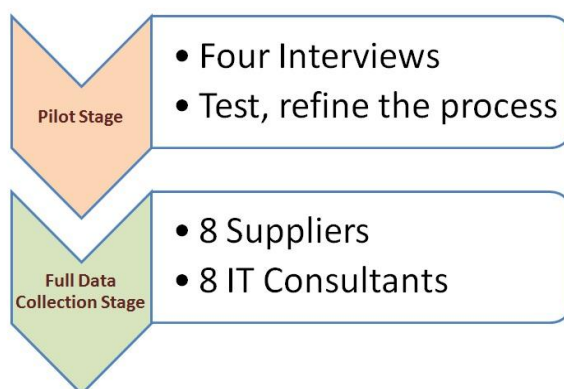 Pilot Stage
• Four Interviews
• Test, refine the process
Full Data
Collection Stage
• 8 Suppliers
• 8 IT Consultants